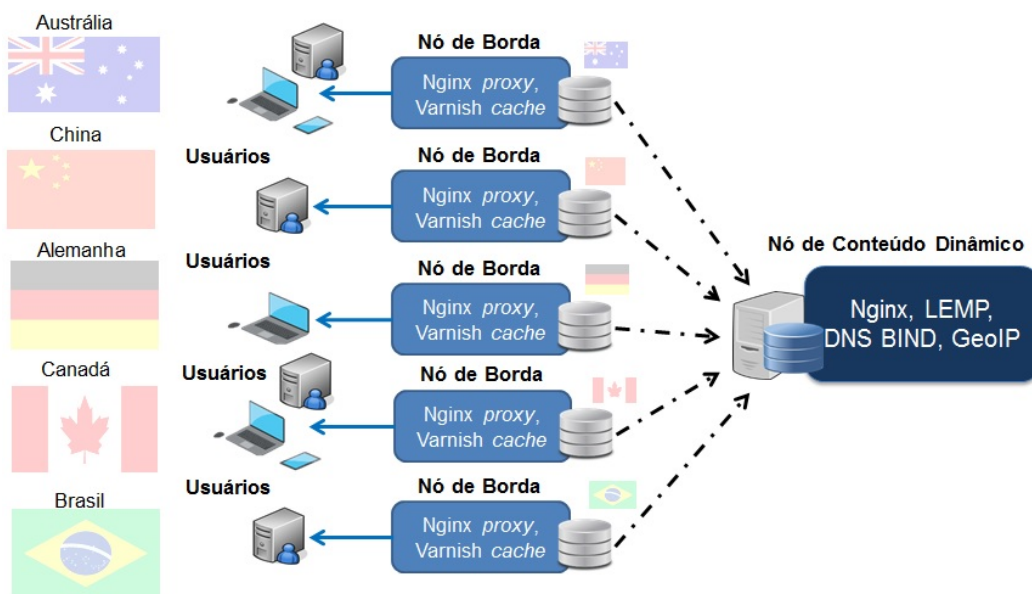 Austrália
Nó de Borda
Nginx proxy,
Varnish cache
China
Usuários
Nó de Borda
Nginx proxy,
Varnish cache
Alemanha
Usuários
Nó de Borda
Nginx proxy,
Varnish cache
Canadá
Usuários
Nó de Borda
Nginx proxy,
Varnish cache
Brasil
Usuários
Nó de Borda
Nginx proxy,
Varnish cache
Nó de Conteúdo Dinâmico
Nginx, LEMP,
DNS BIND, GeoIP